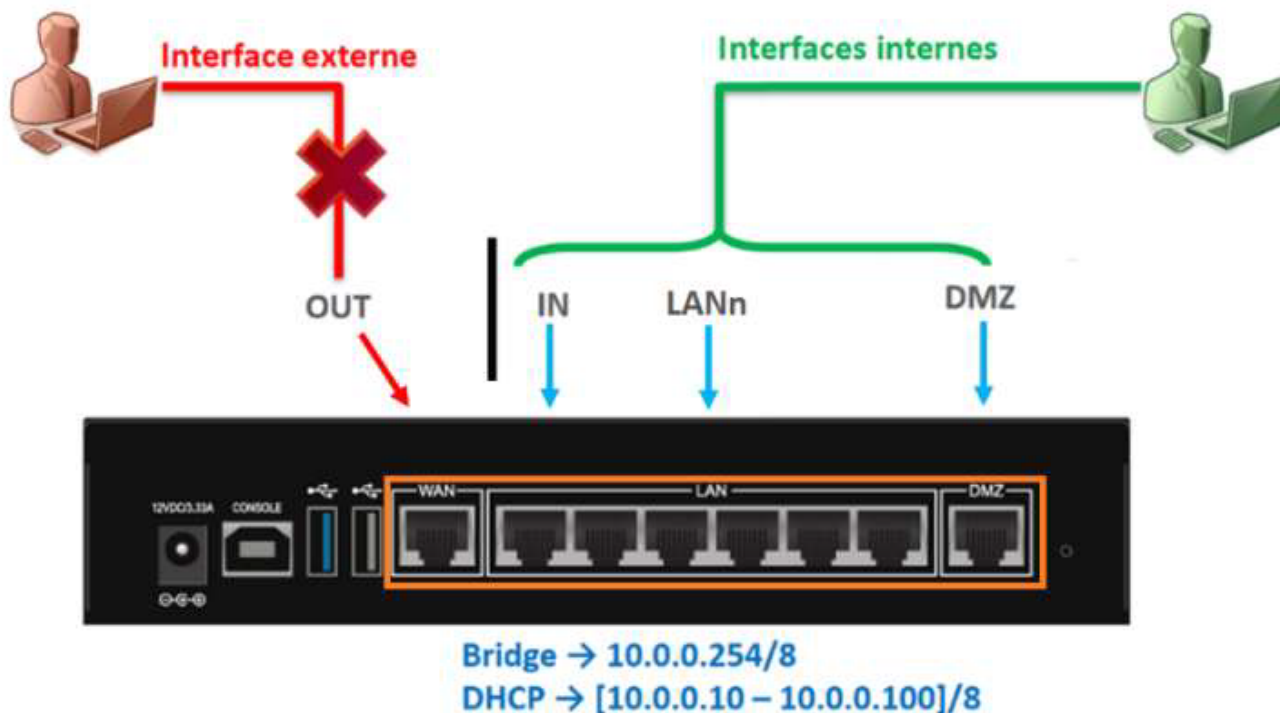 Interface externe
Interfaces internes
OUT
IN
LANn
DMZ
WAN
LAN
DMZ
12VDC/3.33A
CONSOLE
Bridge → 10.0.0.254/8
DHCP → [10.0.0.10 – 10.0.0.100]/8